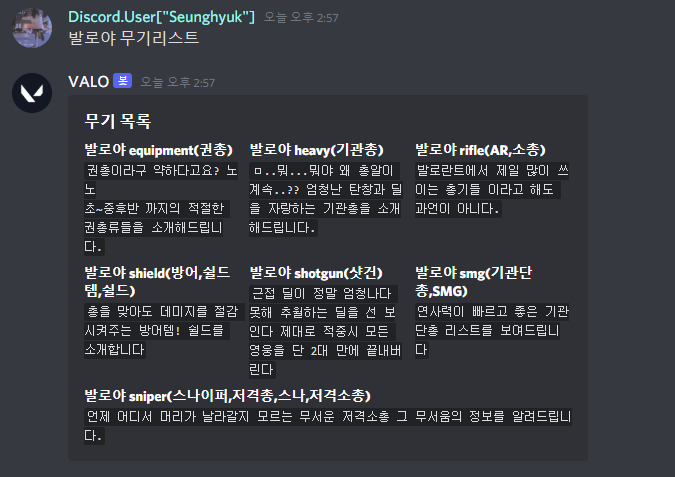 Discord.User["Seunghyuk"] 오늘 오후 2:57
발로야 무기리스트
VALO 봇 오늘 오후 2:57
무기 목록
발로야 equipment(권총)
권총이라구 약하다고요? 노
노
초~중후반 까지의 적절한
권총류들을 소개해드립니
다.
발로야 heavy(기관총)
ㅁ..뭐...뭐야 왜 총알이
계속..?? 엄청난 탄창과 딜
을 자랑하는 기관총을 소개
해드립니다.
발로야 rifle(AR,소총)
발로란트에서 제일 많이 쓰
이는 총기들 이라고 해도
과언이 아니다.
발로야 shield(방어,쉴드
템,쉴드)
총을 맞아도 데미지를 절감
시켜주는 방어템! 쉴드를
소개합니다
발로야 shotgun(샷건)
근접 딜이 정말 엄청나다
못해 추월하는 딜을 선 보
인다 제대로 적중시 모든
영웅을 단 2대 만에 끝내버
린다
발로야 smg(기관단
총,SMG)
연사력이 빠르고 좋은 기관
단총 리스트를 보여드립니
다
발로야 sniper(스나이퍼,저격총,스나,저격소총)
언제 어디서 머리가 날라갈지 모르는 무서운 저격소총 그 무서움의 정보를 알려드립니
다.